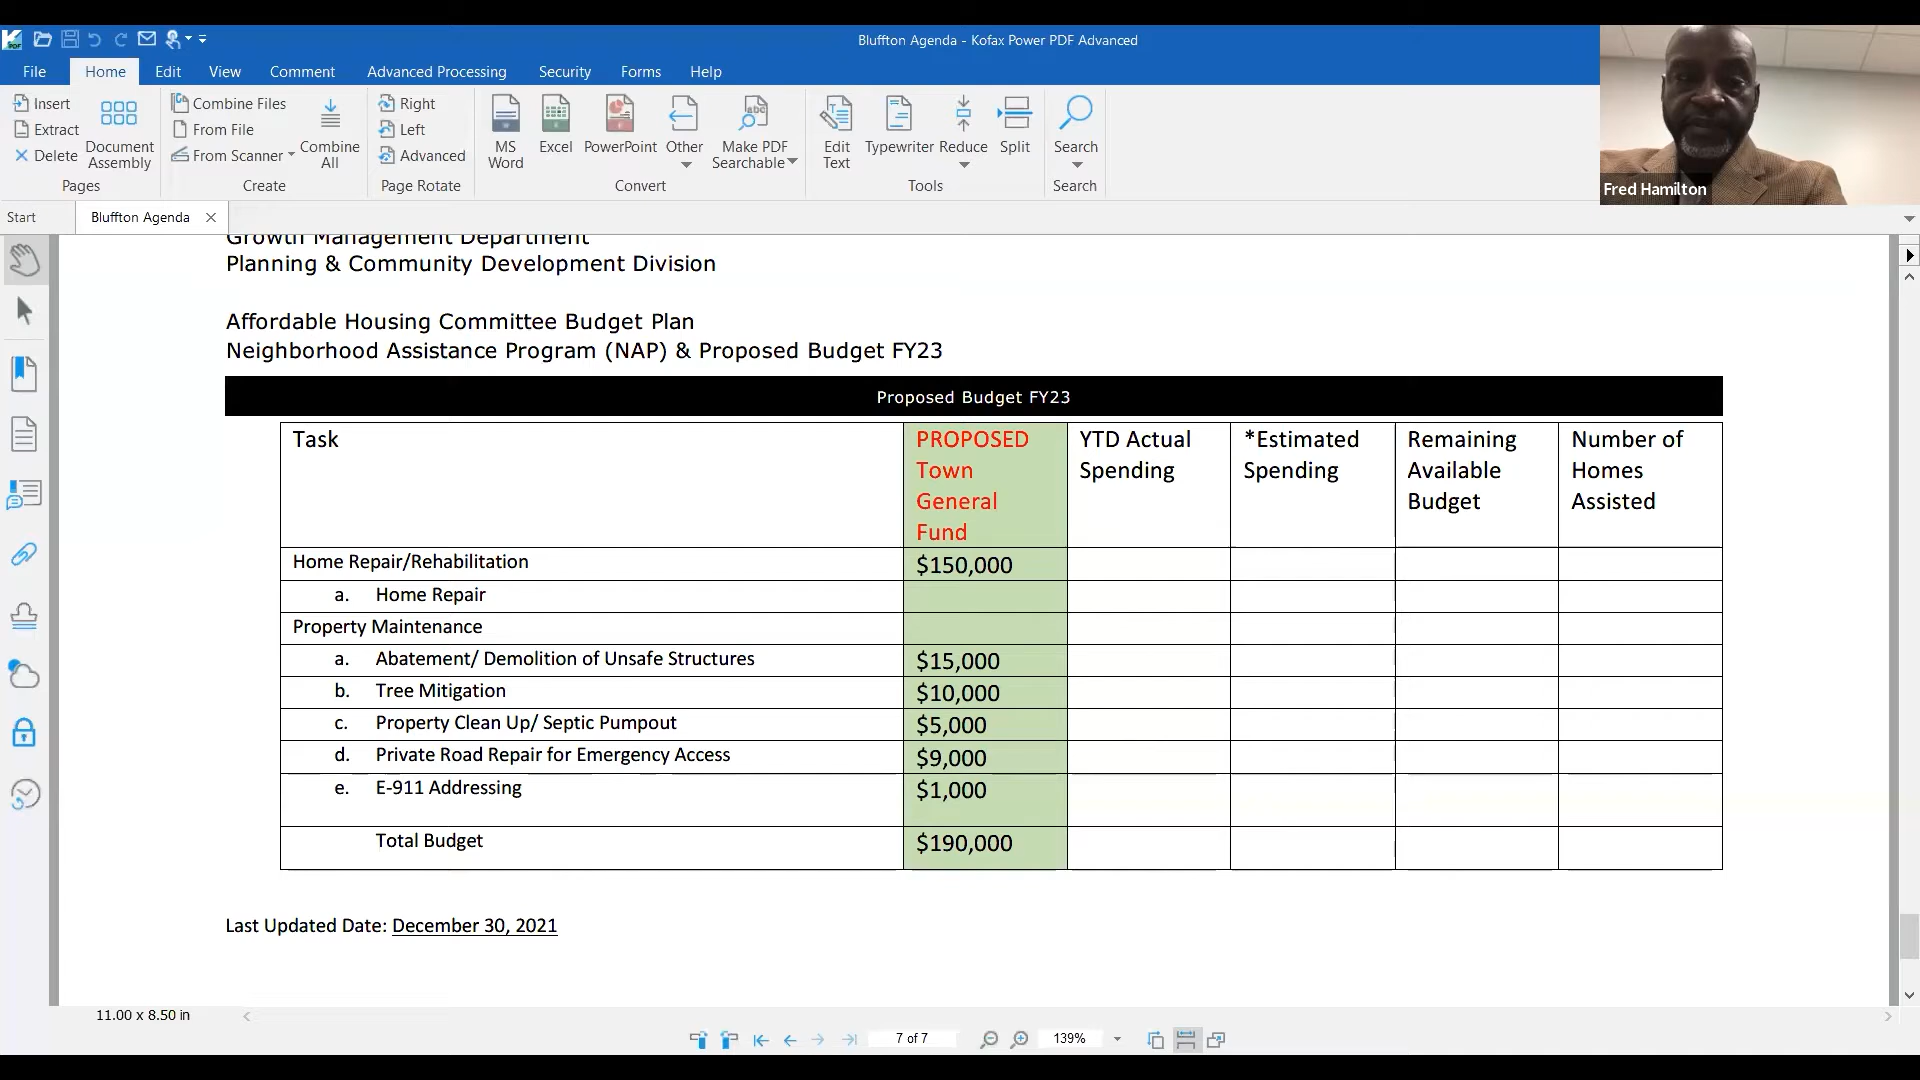 Bluffton Agenda - Kofax Power PDF Advanced
File Home Edit View Comment Advanced Processing Security Forms Help
Insert
Extract
Delete
Document
Assembly
Pages
Combine Files
From File
From Scanner
Combine
All
Create
Right
Left
Advanced
Page Rotate
MS
Word
Excel
PowerPoint
Other
Make PDF
Searchable
Convert
Edit
Text
Typewriter
Reduce
Split
Tools
Search
Search
Fred Hamilton
Start
Bluffton Agenda
Growth Management Department
Planning & Community Development Division
Affordable Housing Committee Budget Plan
Neighborhood Assistance Program (NAP) & Proposed Budget FY23
Proposed Budget FY23
Task
PROPOSED
Town
General
Fund
YTD Actual
Spending
*Estimated
Spending
Remaining
Available
Budget
Number of
Homes
Assisted
Home Repair/Rehabilitation $150,000
a. Home Repair
Property Maintenance
a. Abatement/ Demolition of Unsafe Structures $15,000
b. Tree Mitigation $10,000
c. Property Clean Up/ Septic Pumpout $5,000
d. Private Road Repair for Emergency Access $9,000
e. E-911 Addressing $1,000
Total Budget $190,000
Last Updated Date: December 30, 2021
11.00 x 8.50 in
7 of 7
139%